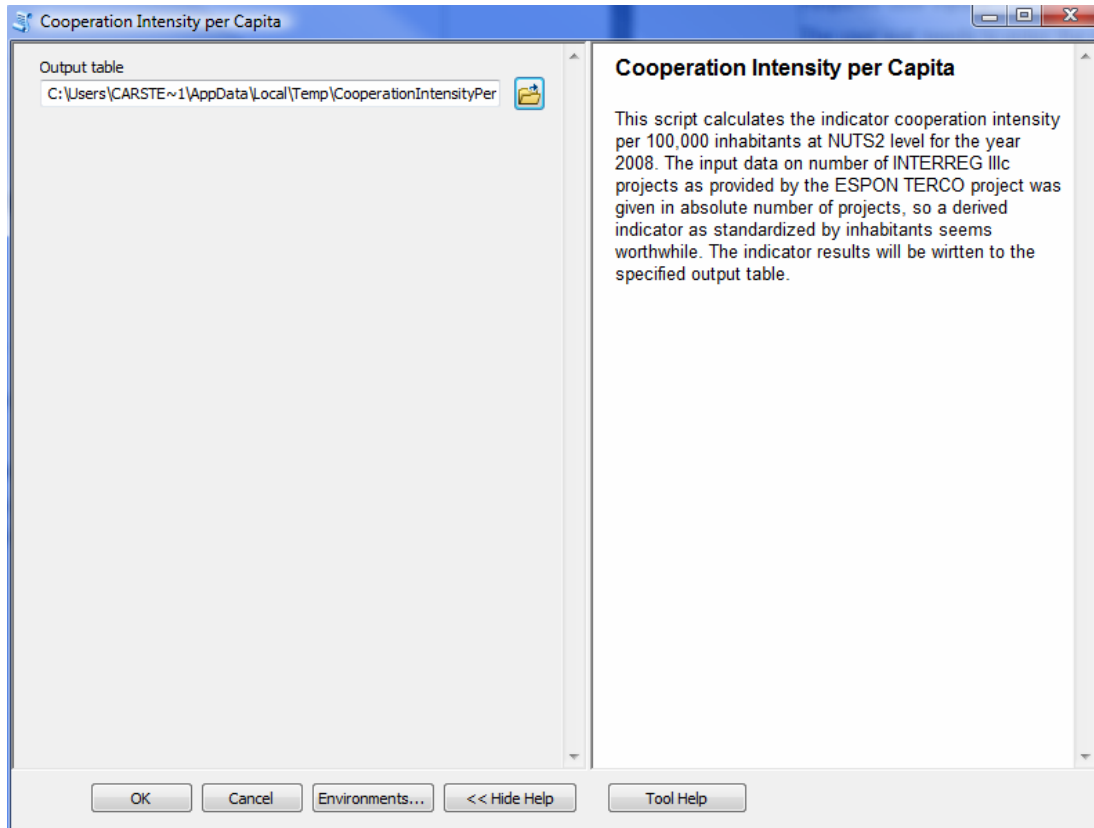 Cooperation Intensity per Capita
Output table
C:\Users\CARSTE~1\AppData\Local\Temp\CooperationIntensityPer
Cooperation Intensity per Capita
This script calculates the indicator cooperation intensity
per 100,000 inhabitants at NUTS2 level for the year
2008. The input data on number of INTERREG IIIc
projects as provided by the ESPON TERCO project was
given in absolute number of projects, so a derived
indicator as standardized by inhabitants seems
worthwhile. The indicator results will be wirtten to the
specified output table.
OK Cancel Environments... << Hide Help Tool Help